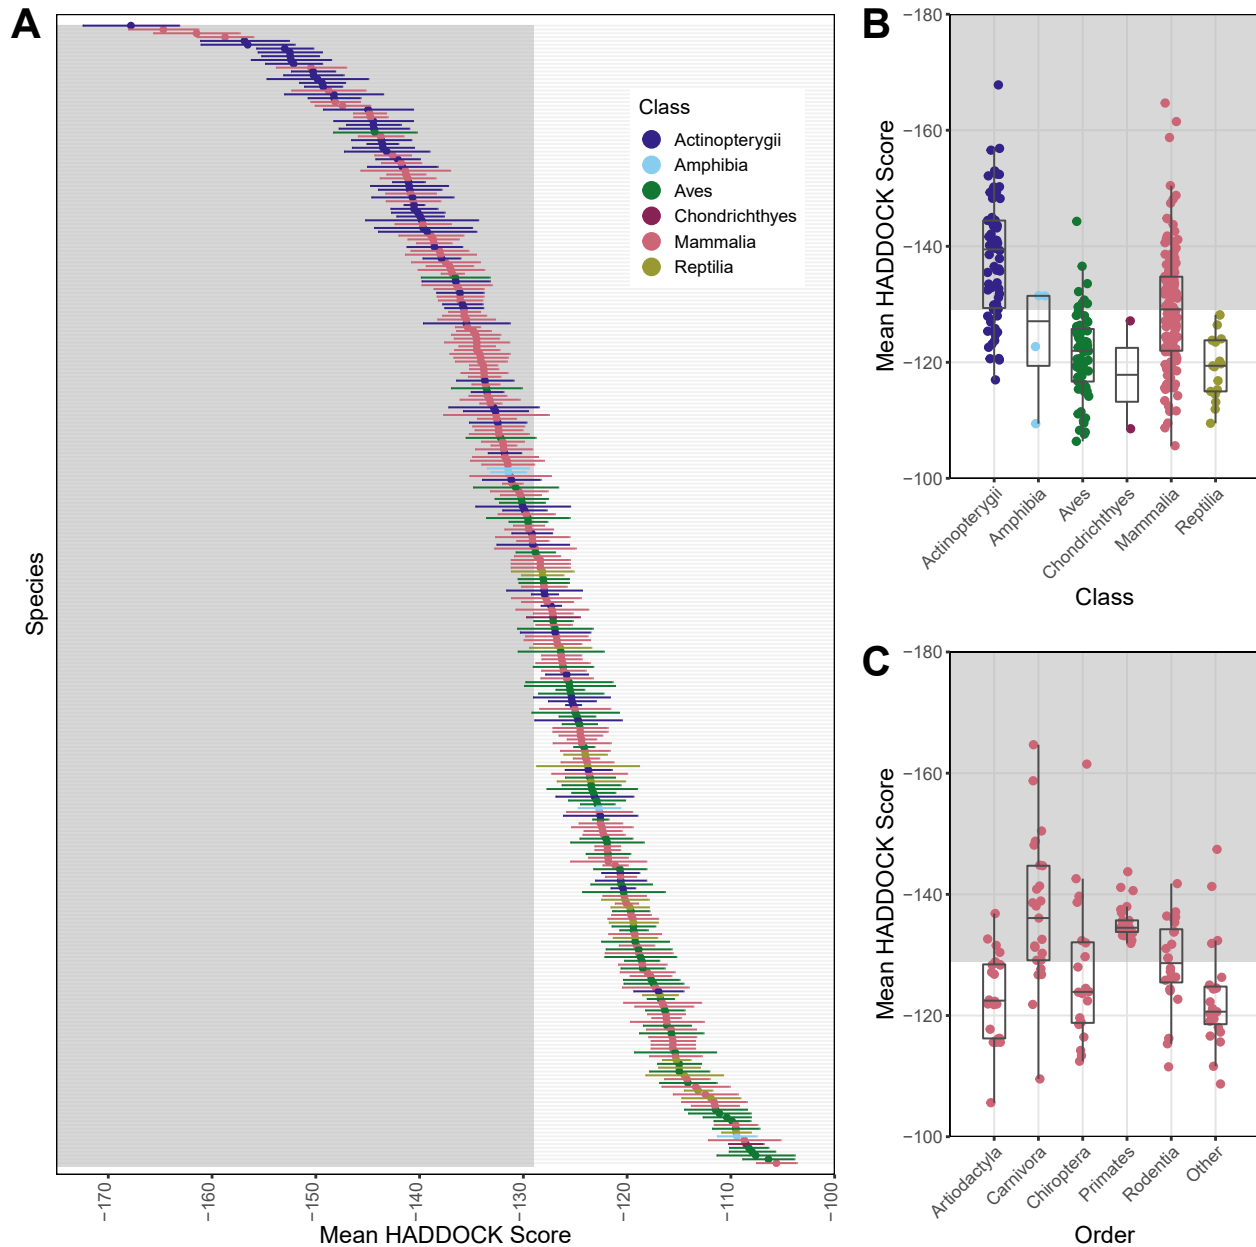 A
Class
Actinopterygii
Amphibia
Aves
Chondrichthyes
Mammalia
Reptilia
Species
−170
−160
−150
−140
−130
−120
−110
−100
Mean HADDOCK Score
B
Mean HADDOCK Score
−180
−160
−140
−120
−100
Actinopterygii
Amphibia
Aves
Chondrichthyes
Mammalia
Reptilia
Class
C
Mean HADDOCK Score
−180
−160
−140
−120
−100
Artiodactyla
Carnivora
Chiroptera
Primates
Rodentia
Other
Order